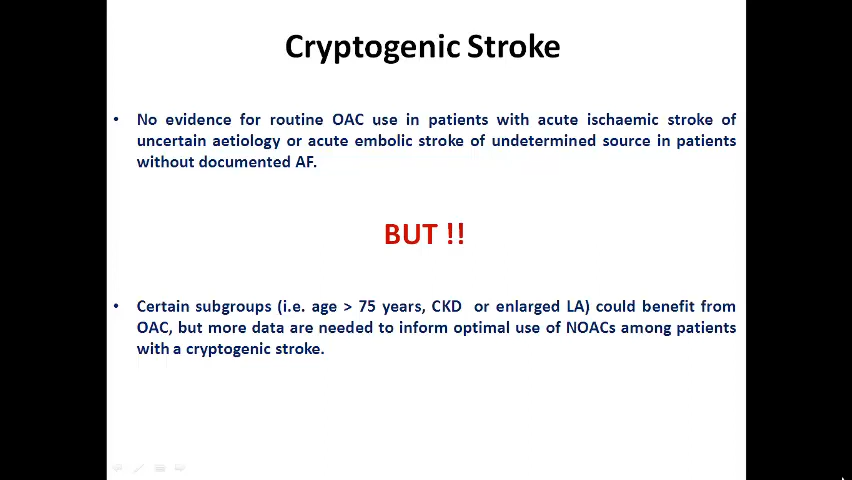 Cryptogenic Stroke
• No evidence for routine OAC use in patients with acute ischaemic stroke of
uncertain aetiology or acute embolic stroke of undetermined source in patients
without documented AF.
BUT !!
• Certain subgroups (i.e. age > 75 years, CKD or enlarged LA) could benefit from
OAC, but more data are needed to inform optimal use of NOACs among patients
with a cryptogenic stroke.